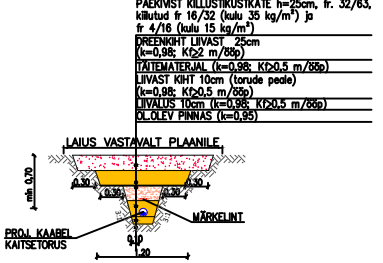 PAEKIVIST KILLUSTIKUSTKATE h=25cm, fr. 32/63,
kiilutud fr 16/32 (kulu 35 kg/m²) ja
fr 4/16 (kulu 15 kg/m²)
DREENKIHT LIIVAST 25cm
(k=0,98; Kf≥2 m/ööp)
TÄITEMATERJAL (k=0,98; Kf≥0,5 m/ööp)
LIIVAST KIHT 10cm (torude peale)
(k=0,98; Kf≥0,5 m/ööp)
LIIVALUS 10cm (k=0,98; Kf≥0,5 m/ööp)
OL.OLEV PINNAS (k=0,95)
LAIUS VASTAVALT PLAANILE
min 0,70
0.30 0.30
0.30 0.30
MÄRKELINT
PROJ. KAABEL
KAITSETORUS
0.10
1.20